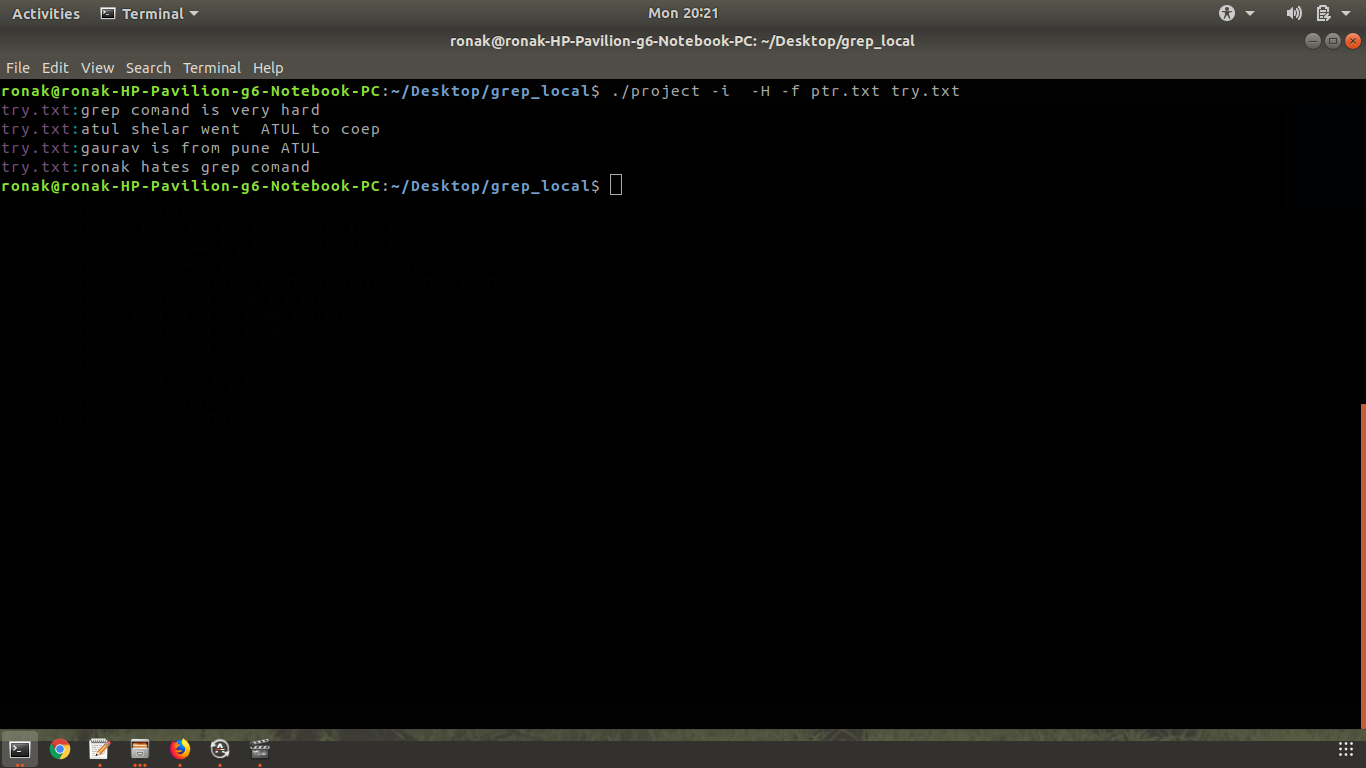 Activities Terminal Mon 20:21
ronak@ronak-HP-Pavilion-g6-Notebook-PC: ~/Desktop/grep_local
File Edit View Search Terminal Help
ronak@ronak-HP-Pavilion-g6-Notebook-PC:~/Desktop/grep_local$ ./project -i  -H -f ptr.txt try.txt
try.txt:grep comand is very hard
try.txt:atul shelar went  ATUL to coep
try.txt:gaurav is from pune ATUL
try.txt:ronak hates grep comand
ronak@ronak-HP-Pavilion-g6-Notebook-PC:~/Desktop/grep_local$